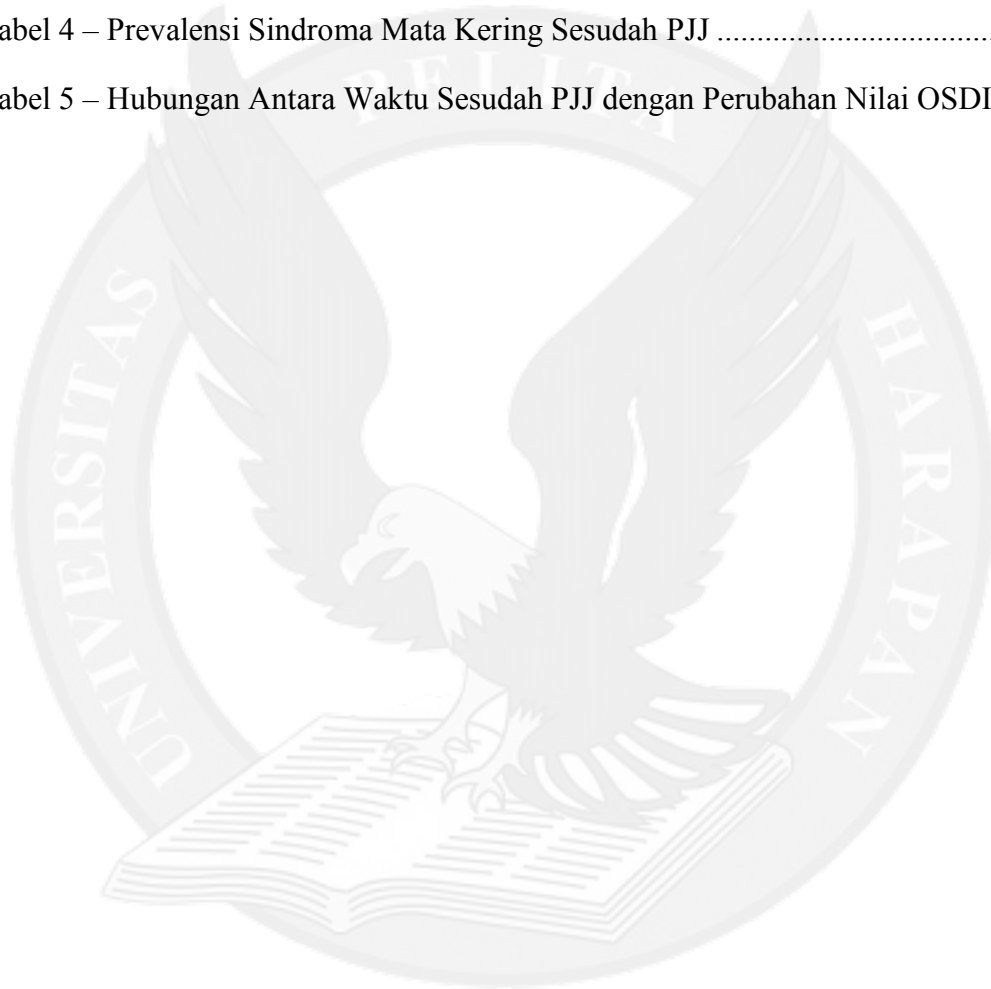 abel 4 – Prevalensi Sindroma Mata Kering Sesudah PJJ ..................................
abel 5 – Hubungan Antara Waktu Sesudah PJJ dengan Perubahan Nilai OSDI
UNIVERSITAS PELITA HARAPAN